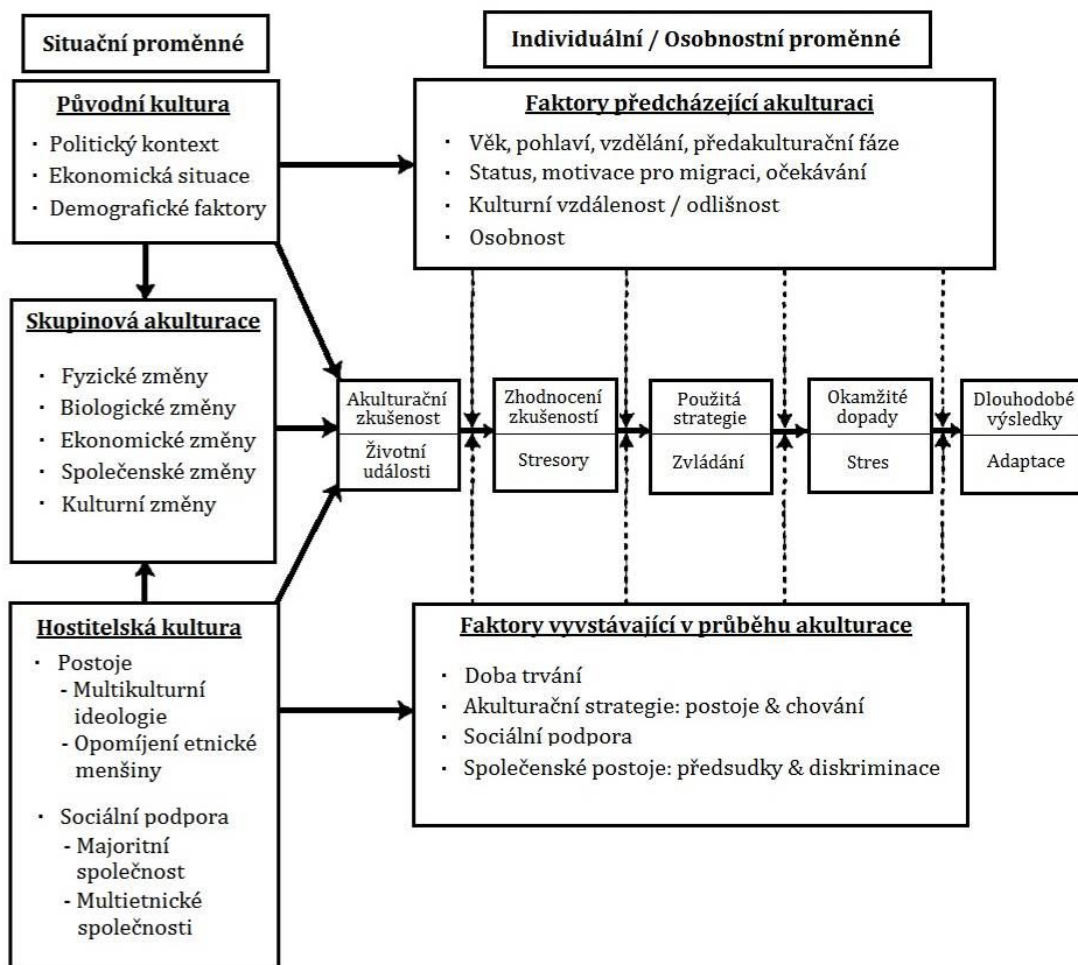 Situační proměnné
Individuální / Osobnostní proměnné
Původní kultura
· Politický kontext
· Ekonomická situace
· Demografické faktory
Faktory předcházející akulturaci
· Věk, pohlaví, vzdělání, předakulturační fáze
· Status, motivace pro migraci, očekávání
· Kulturní vzdálenost / odlišnost
· Osobnost
Skupinová akulturace
· Fyzické změny
· Biologické změny
· Ekonomické změny
· Společenské změny
· Kulturní změny
Akulturační
zkušenost
Životní
události
Zhodnocení
zkušeností
Stresory
Použitá
strategie
Zvládání
Okamžité
dopady
Stres
Dlouhodobé
výsledky
Adaptace
Hostitelská kultura
· Postoje
- Multikulturní
ideologie
- Opomíjení etnické
menšiny
· Sociální podpora
- Majoritní
společnost
- Multietnické
společnosti
Faktory vyvstávající v průběhu akulturace
· Doba trvání
· Akulturační strategie: postoje & chování
· Sociální podpora
· Společenské postoje: předsudky & diskriminace